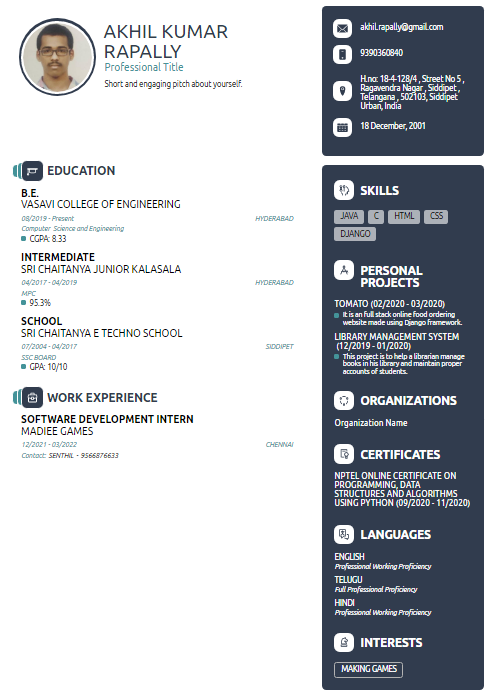 AKHIL KUMAR
RAPALLY
Professional Title
Short and engaging pitch about yourself.
akhil.rapally@gmail.com
9390360840
H.no: 18-4-128/4 , Street No 5 ,
Ragavendra Nagar , Siddipet ,
Telangana , 502103, Siddipet
Urban, India
18 December, 2001
EDUCATION
B.E.
VASAVI COLLEGE OF ENGINEERING
08/2019 - Present
HYDERABAD
Computer Science and Engineering
CGPA: 8.33
INTERMEDIATE
SRI CHAITANYA JUNIOR KALASALA
04/2017 - 04/2019
HYDERABAD
MPC
95.3%
SCHOOL
SRI CHAITANYA E TECHNO SCHOOL
07/2004 - 04/2017
SIDDIPET
SSC BOARD
GPA: 10/10
WORK EXPERIENCE
SOFTWARE DEVELOPMENT INTERN
MADIEE GAMES
12/2021 - 03/2022
CHENNAI
Contact: SENTHIL - 9566876633
SKILLS
JAVA
C
HTML
CSS
DJANGO
PERSONAL
PROJECTS
TOMATO (02/2020 - 03/2020)
It is an full stack online food ordering
website made using Django framework.
LIBRARY MANAGEMENT SYSTEM
(12/2019 - 01/2020)
This project is to help a librarian manage
books in his library and maintain proper
accounts of students.
ORGANIZATIONS
Organization Name
CERTIFICATES
NPTEL ONLINE CERTIFICATE ON
PROGRAMMING, DATA
STRUCTURES AND ALGORITHMS
USING PYTHON (09/2020 - 11/2020)
LANGUAGES
ENGLISH
Professional Working Proficiency
TELUGU
Full Professional Proficiency
HINDI
Professional Working Proficiency
INTERESTS
MAKING GAMES